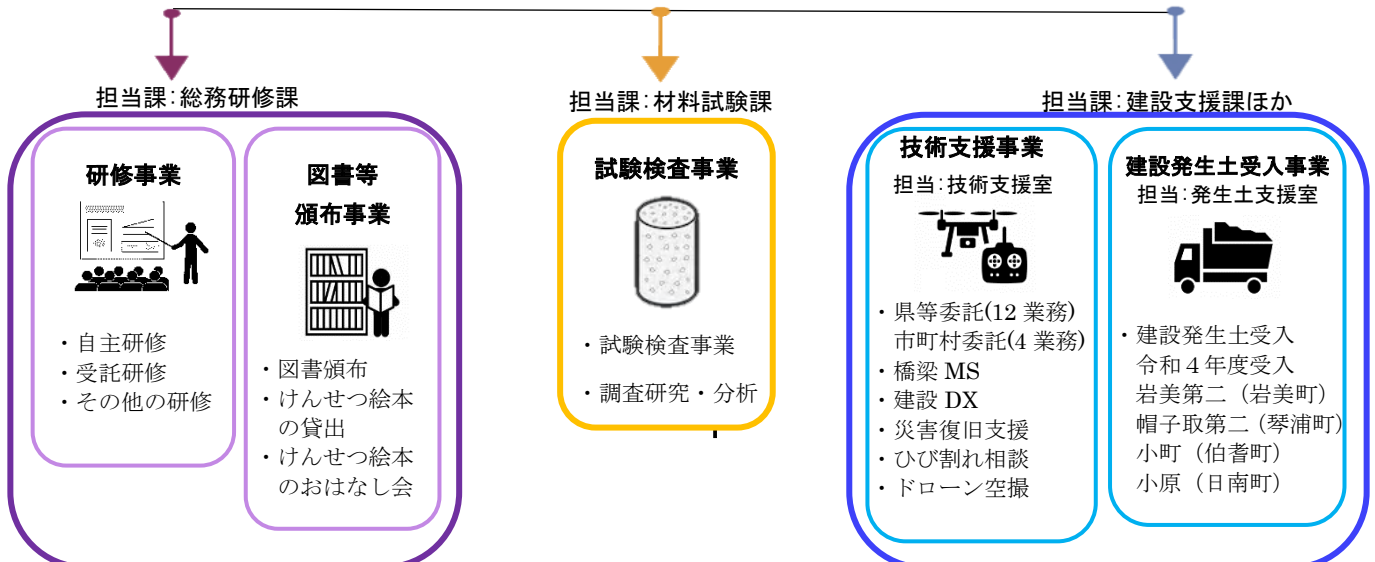 担当課：総務研修課
研修事業
・自主研修
・受託研修
・その他の研修
図書等
頒布事業
・図書頒布
・けんせつ絵本
の貸出
・けんせつ絵本
のおはなし会
担当課：材料試験課
試験検査事業
・試験検査事業
・調査研究・分析
担当課：建設支援課ほか
技術支援事業
担当：技術支援室
・県等委託(12 業務)
市町村委託(4 業務)
・橋梁 MS
・建設 DX
・災害復旧支援
・ひび割れ相談
・ドローン空撮
建設発生土受入事業
担当：発生土支援室
・建設発生土受入
令和４年度受入
岩美第二（岩美町）
帽子取第二（琴浦町）
小町（伯耆町）
小原（日南町）